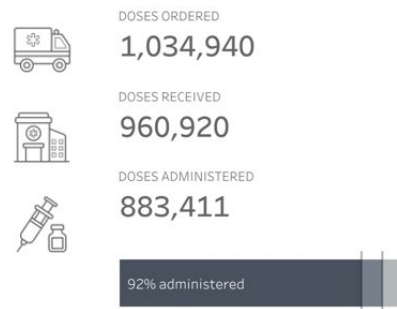 DOSES ORDERED
1,034,940
DOSES RECEIVED
960,920
DOSES ADMINISTERED
883,411
92% administered